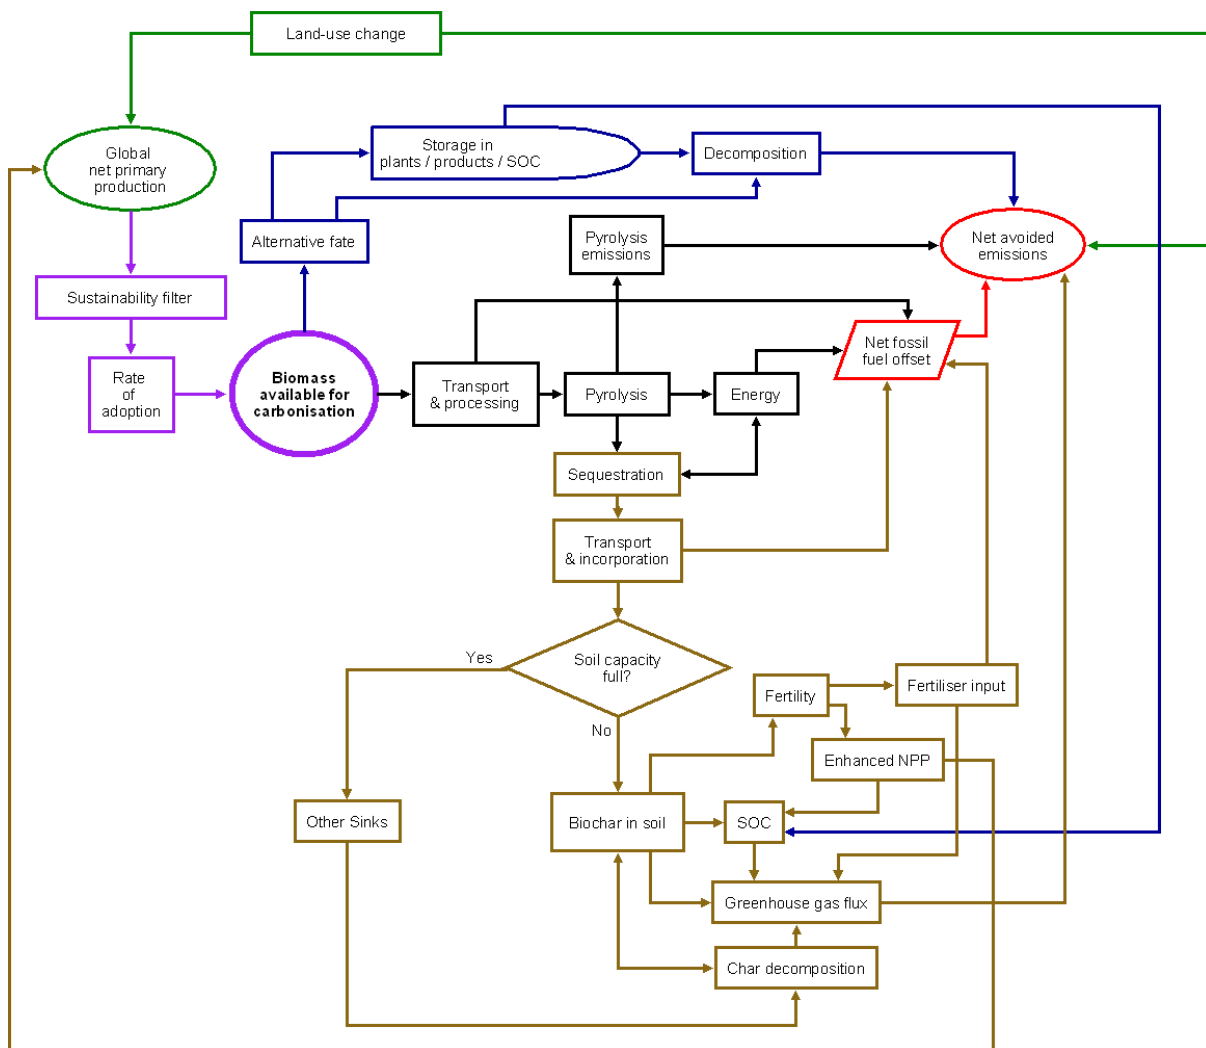 Land-use change
Global
net primary
production
Storage in
plants / products / SOC
Decomposition
Alternative fate
Pyrolysis
emissions
Net avoided
emissions
Sustainability filter
Rate
of
adoption
Biomass
available for
carbonisation
Transport
& processing
Pyrolysis
Energy
Net fossil
fuel offset
Sequestration
Transport
& incorporation
Yes
Soil capacity
full?
No
Fertility
Fertiliser input
Enhanced NPP
Other Sinks
Biochar in soil
SOC
Greenhouse gas flux
Char decomposition